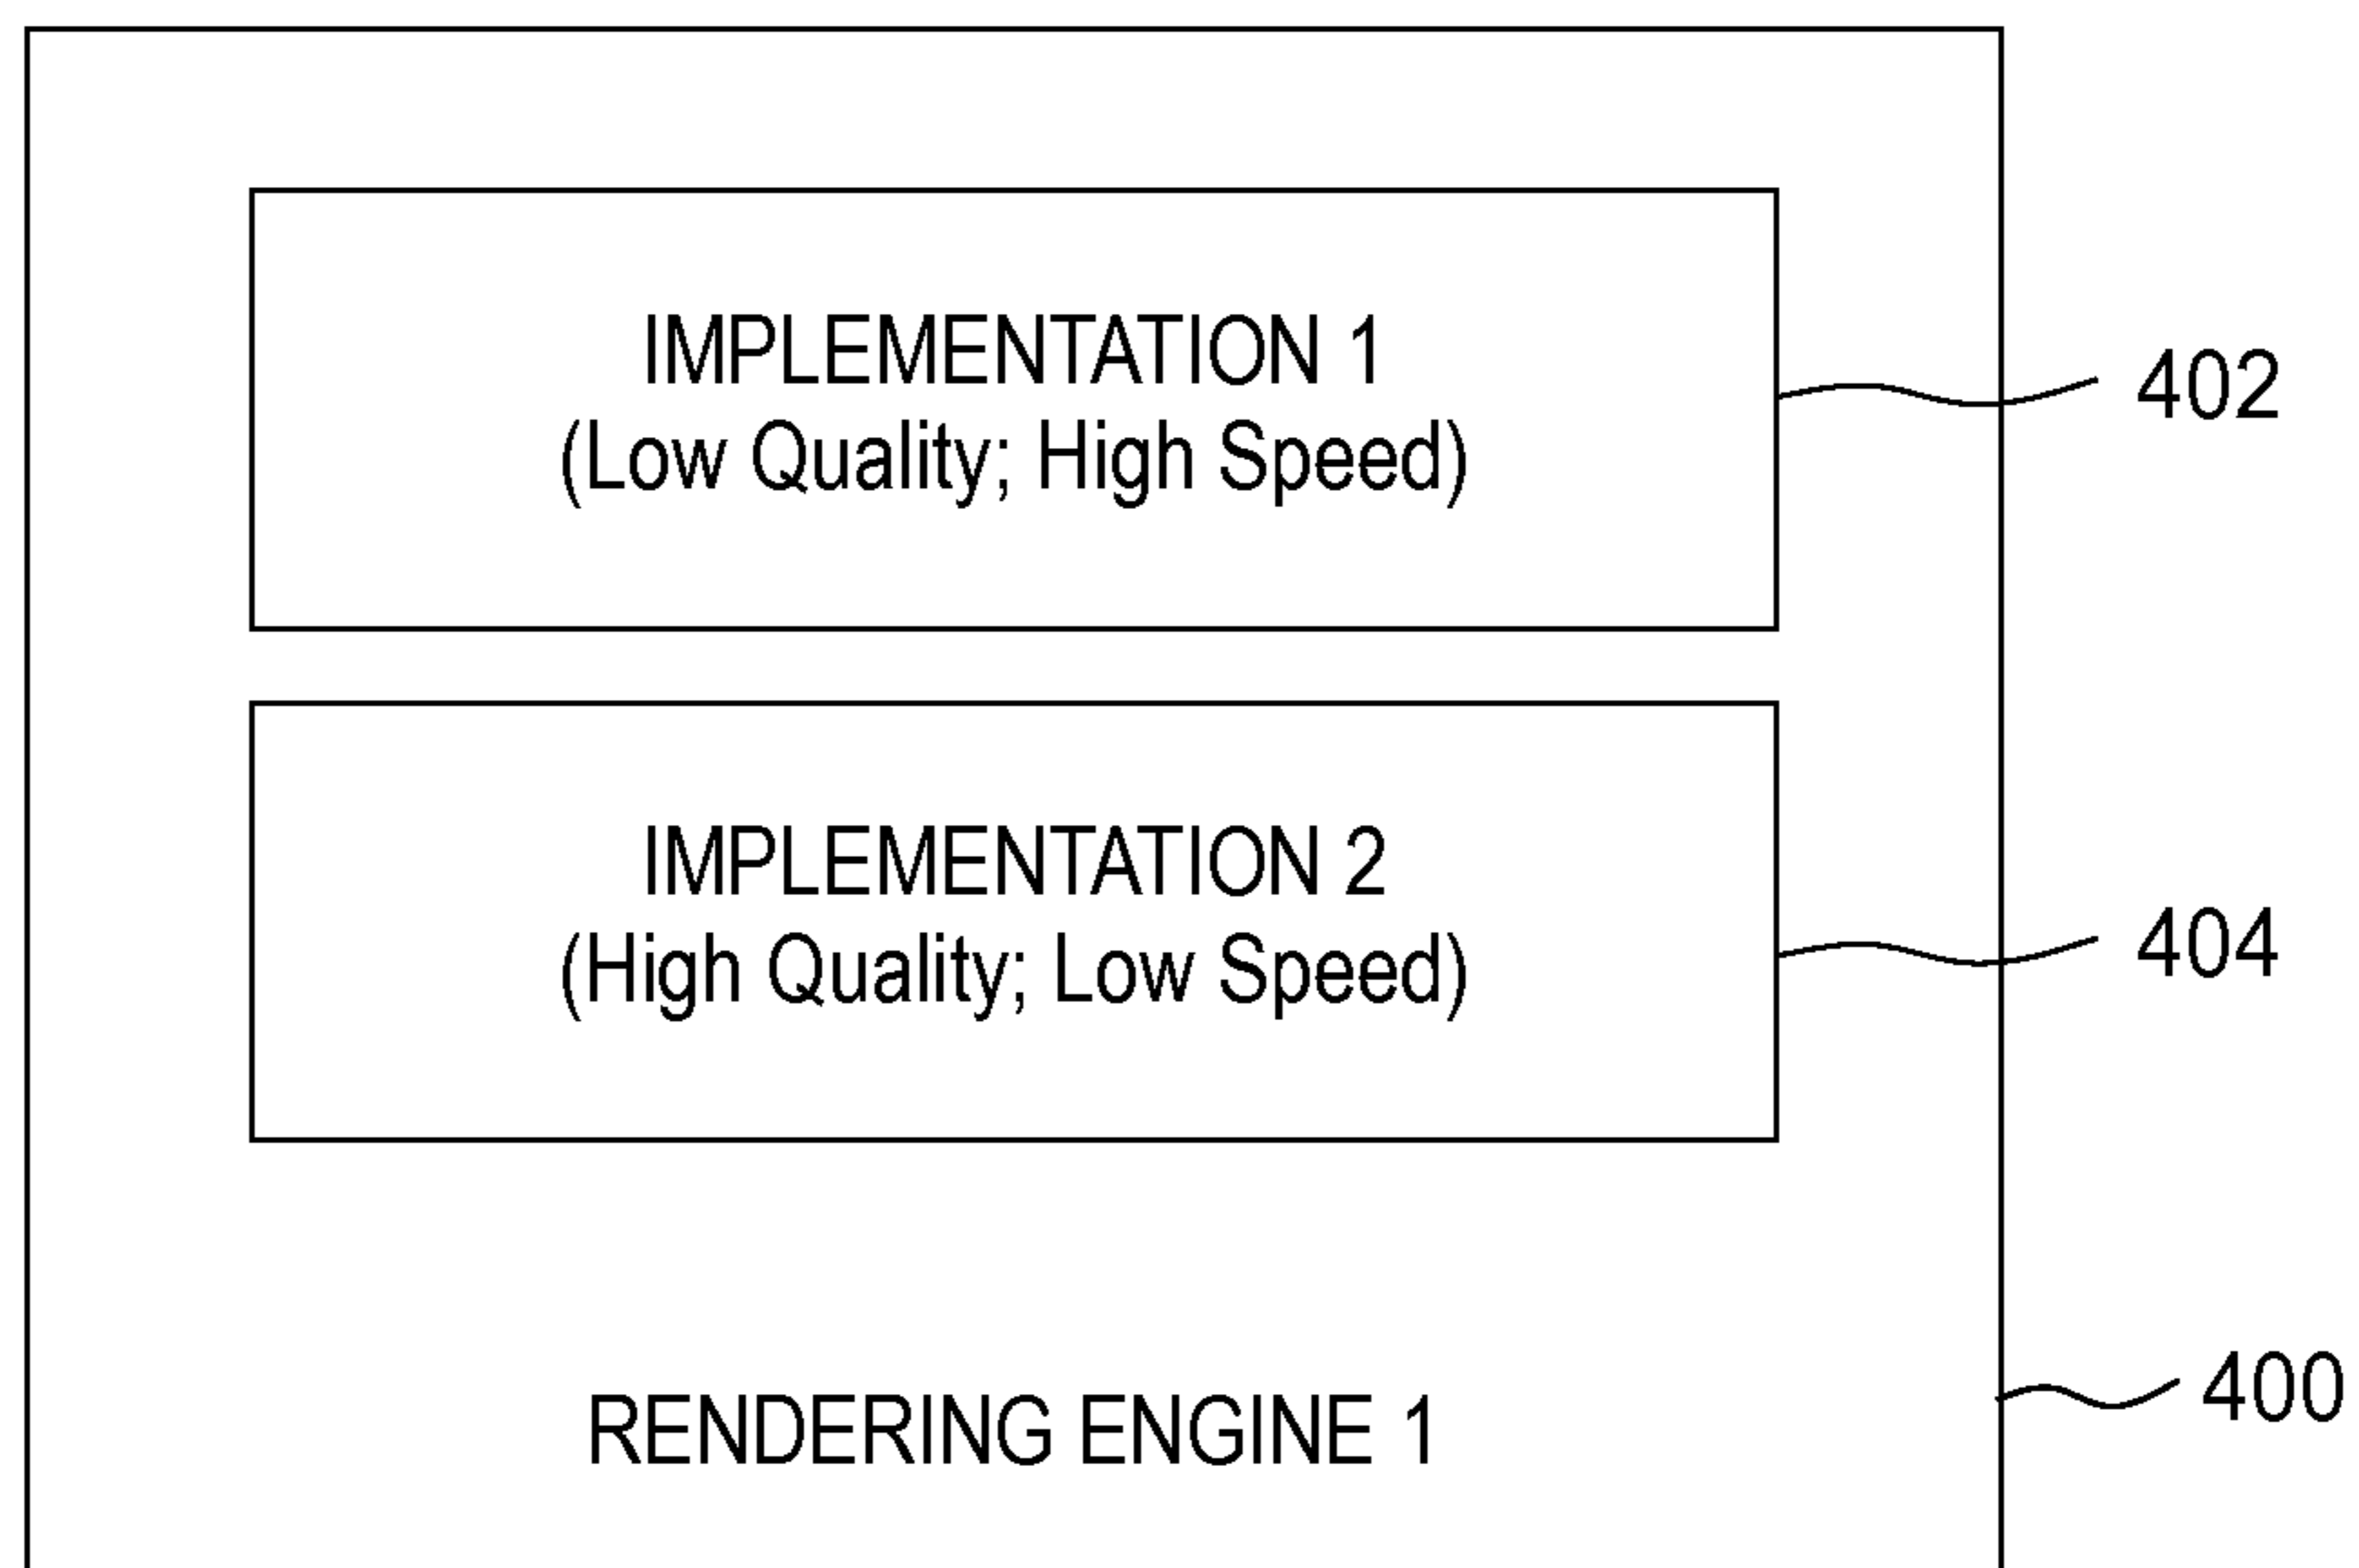 IMPLEMENTATION 1
(Low Quality; High Speed)
402
IMPLEMENTATION 2
(High Quality; Low Speed)
404
RENDERING ENGINE 1
400